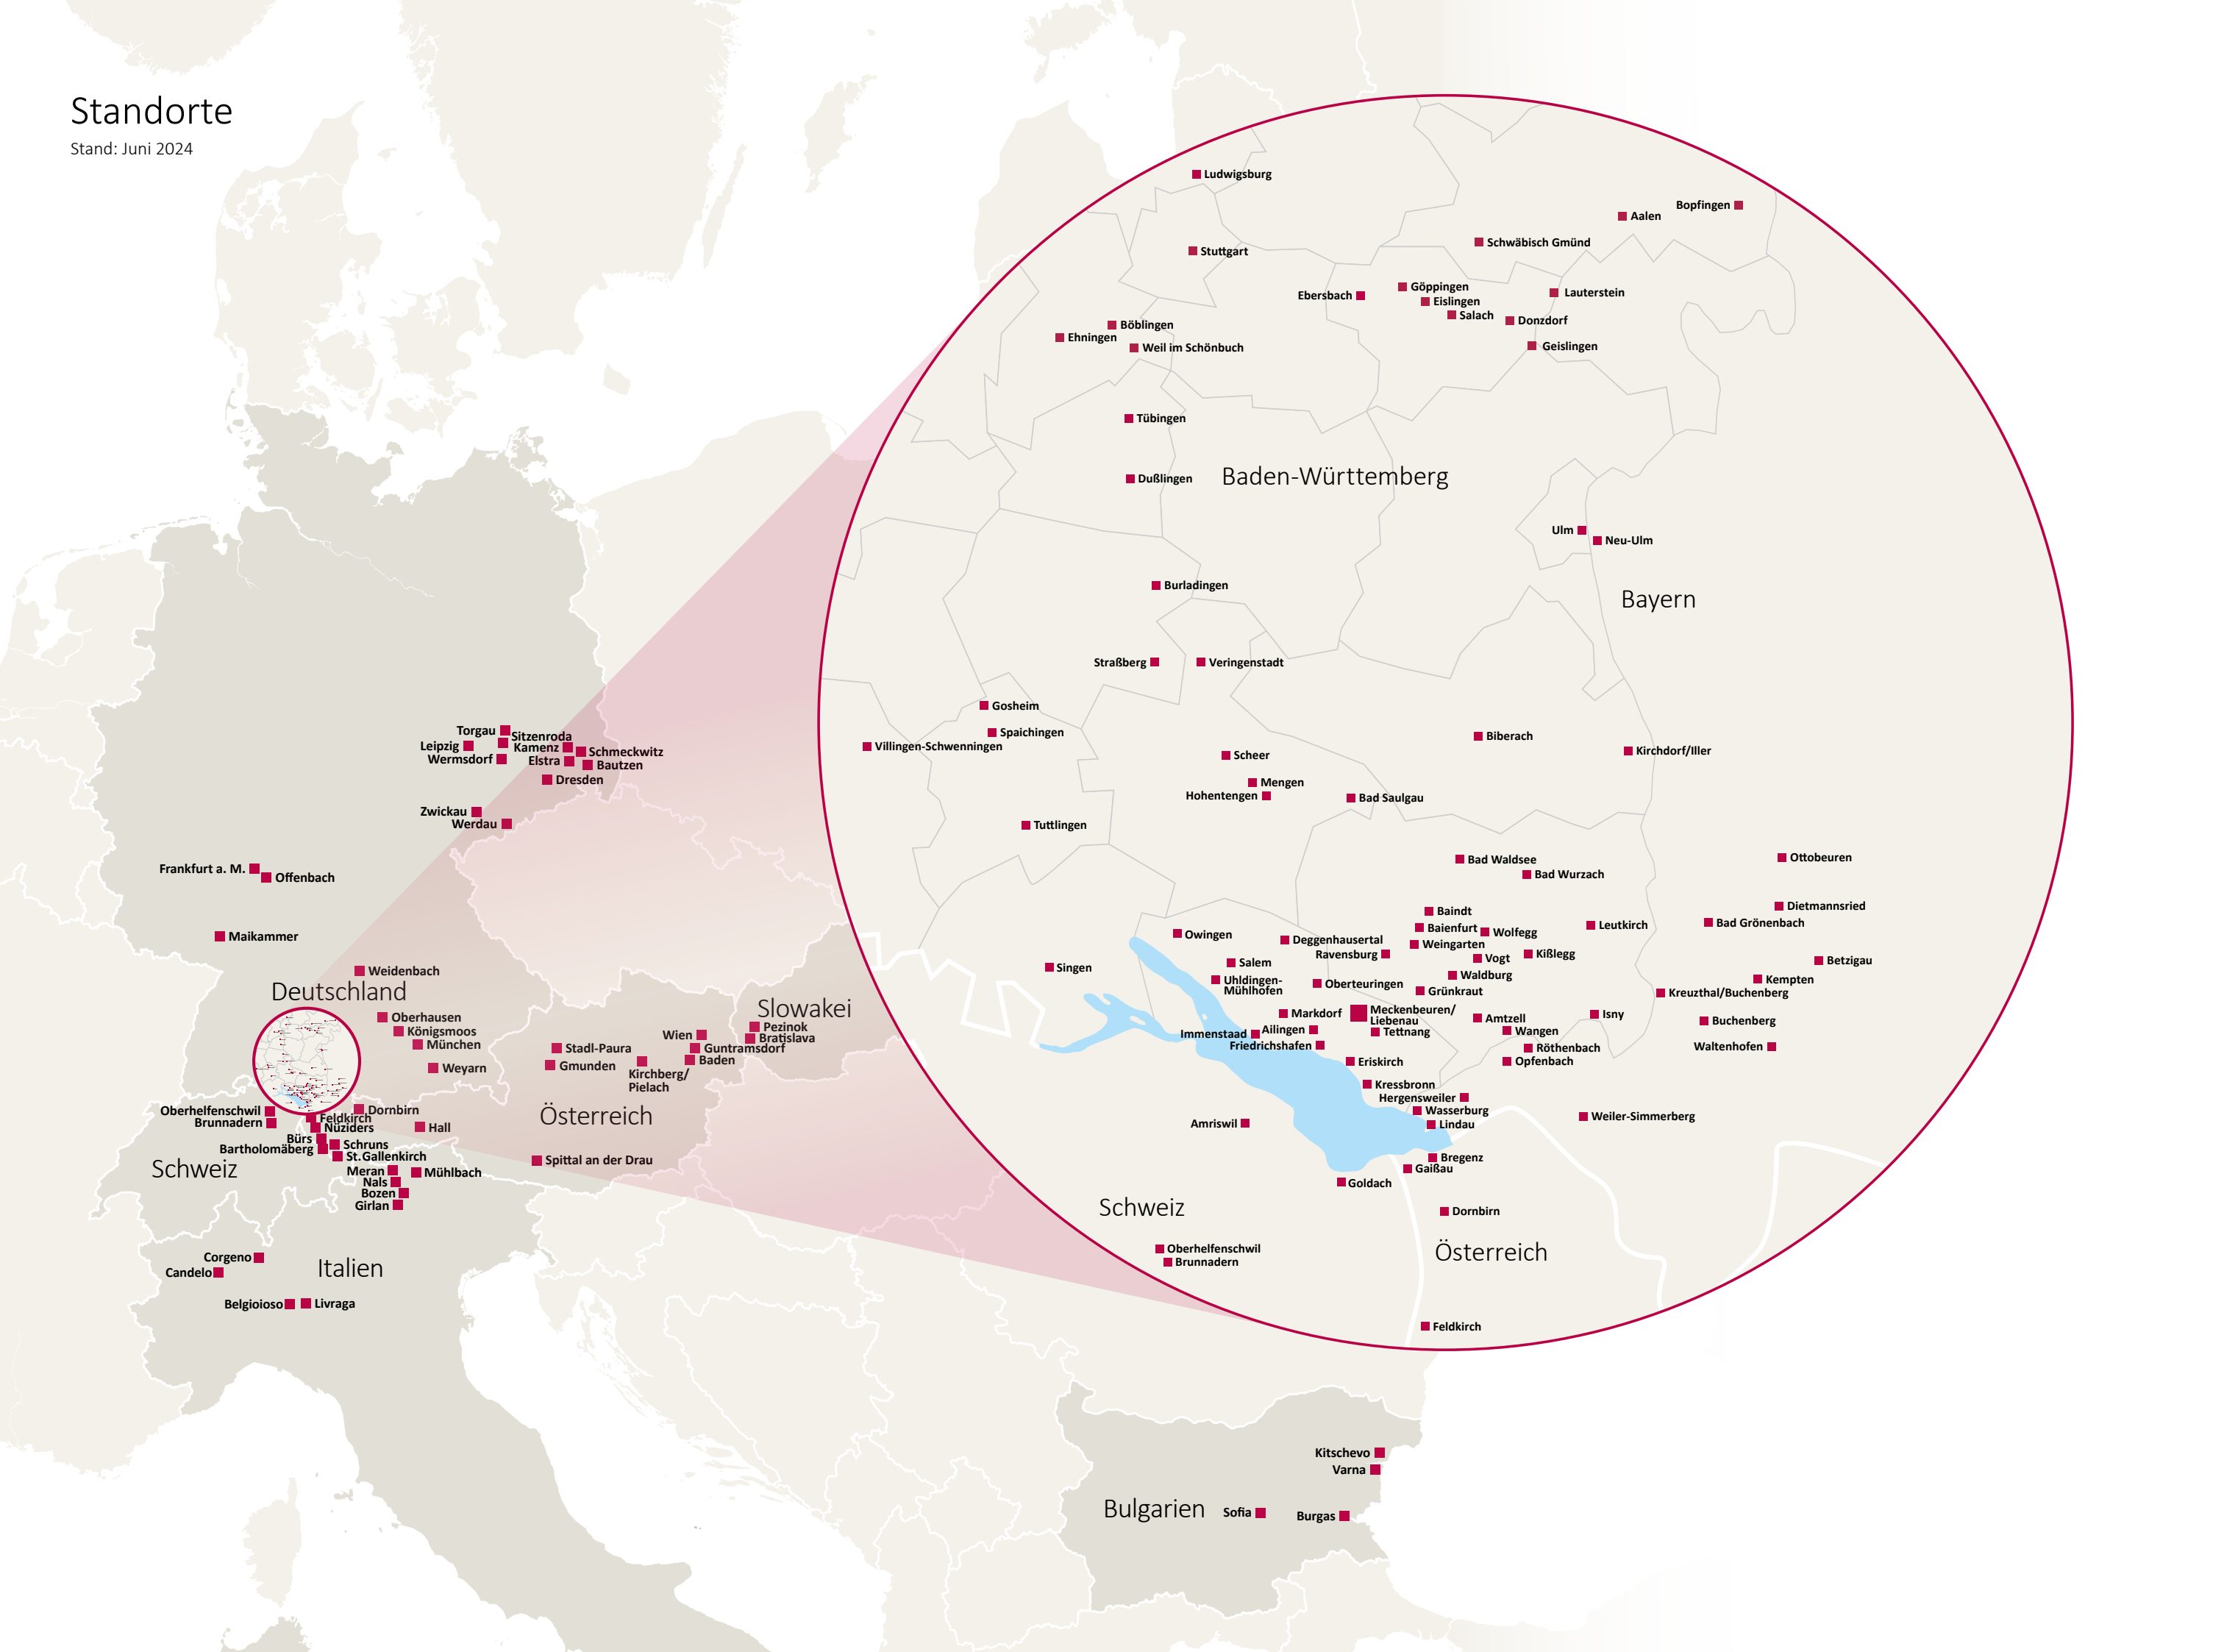 Standorte
Stand: Juni 2024
Ludwigsburg
Bopfingen
Aalen
Schwäbisch Gmünd
Stuttgart
Göppingen
Lauterstein
Ebersbach
Eislingen
Salach
Donzdorf
Böblingen
Ehningen
Weil im Schönbuch
Geislingen
Tübingen
Baden-Württemberg
Dußlingen
Ulm
Neu-Ulm
Burladingen
Bayern
Straßberg
Veringenstadt
Gosheim
Spaichingen
Villingen-Schwenningen
Biberach
Kirchdorf/Iller
Scheer
Mengen
Hohentengen
Bad Saulgau
Tuttlingen
Bad Waldsee
Ottobeuren
Bad Wurzach
Dietmannsried
Baindt
Bad Grönenbach
Baienfurt
Leutkirch
Wolfegg
Owingen
Deggenhausertal
Weingarten
Ravensburg
Kißlegg
Vogt
Betzigau
Salem
Singen
Waldburg
Kempten
Uhldingen-
Mühlhofen
Oberteuringen
Grünkraut
Kreuzthal/Buchenberg
Markdorf
Meckenbeuren/
Liebenau
Isny
Amtzell
Buchenberg
Ailingen
Immenstaad
Tettnang
Wangen
Friedrichshafen
Röthenbach
Waltenhofen
Eriskirch
Opfenbach
Kressbronn
Hergensweiler
Wasserburg
Weiler-Simmerberg
Amriswil
Lindau
Bregenz
Gaißau
Goldach
Schweiz
Dornbirn
Oberhelfenschwil
Österreich
Brunnadern
Feldkirch
Torgau
Sitzenroda
Leipzig
Kamenz
Schmeckwitz
Wermsdorf
Elstra
Bautzen
Dresden
Zwickau
Werdau
Frankfurt a. M.
Offenbach
Maikammer
Weidenbach
Deutschland
Oberhausen
Königsmoos
München
Weyarn
Slowakei
Pezinok
Bratislava
Wien
Stadl-Paura
Guntramsdorf
Gmunden
Baden
Kirchberg/
Pielach
Österreich
Oberhelfenschwil
Dornbirn
Brunnadern
Feldkirch
Nüziders
Hall
Bürs
Schruns
Bartholomäberg
St.Gallenkirch
Spittal an der Drau
Schweiz
Meran
Mühlbach
Nals
Bozen
Girlan
Corgeno
Italien
Candelo
Belgioioso
Livraga
Kitschevo
Varna
Bulgarien
Sofia
Burgas